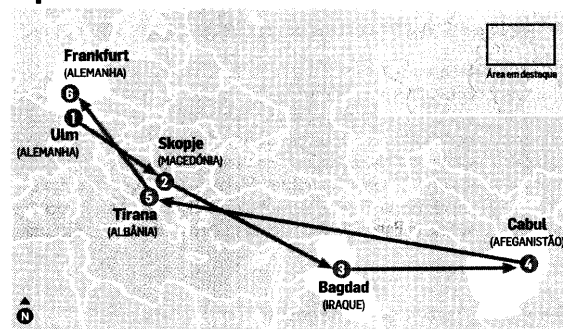 Frankfurt
(ALEMANHA)
6
1
Ulm
(ALEMANHA)
Skopje
(MACEDÔNIA)
2
5
Tirana
(ALBÂNIA)
3
Bagdad
(IRAQUE)
Cabul
(AFEGANISTÃO)
4
Área em destaque
N